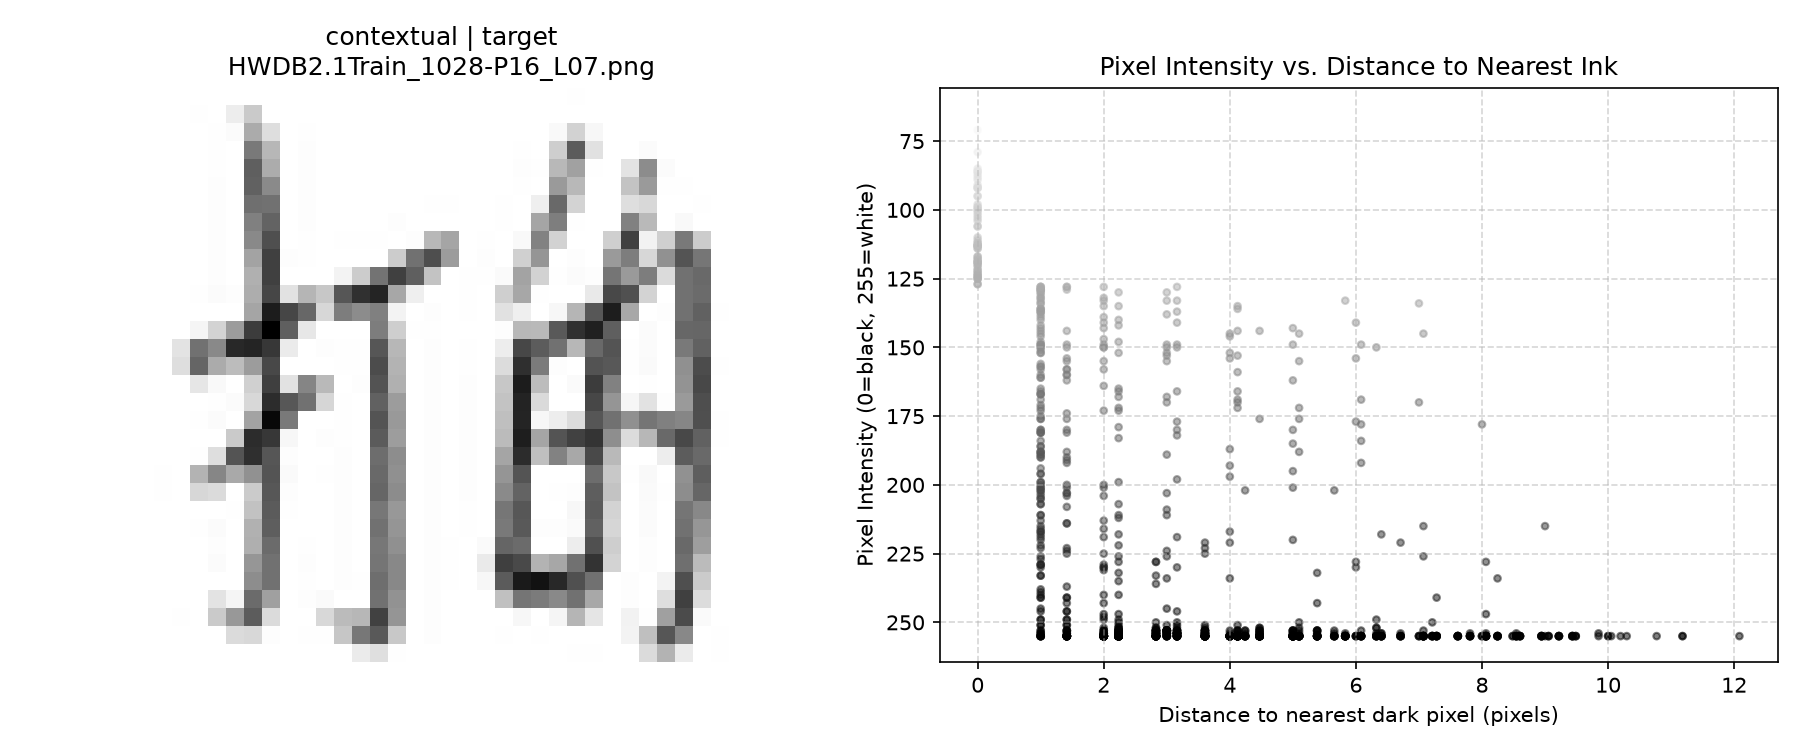 contextual | target
HWDB2.1Train_1028-P16_L07.png
打的
Pixel Intensity vs. Distance to Nearest Ink
Pixel Intensity (0=black, 255=white)
75
100
125
150
175
200
225
250
0 2 4 6 8 10 12
Distance to nearest dark pixel (pixels)